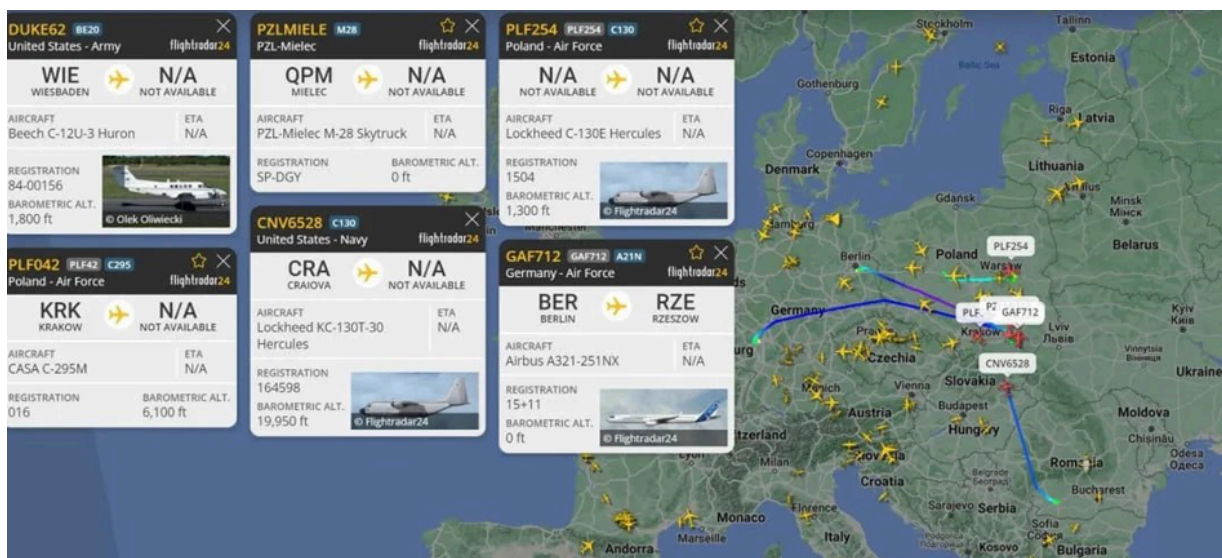 DUKE62 BE20
United States - Army
flightradar24
WIE
WIESBADEN
N/A
NOT AVAILABLE
AIRCRAFT
Beech C-12U-3 Huron
ETA
N/A
REGISTRATION
84-00156
BAROMETRIC ALT.
1,800 ft
© Olek Oliwiecki
PLF042 PLF42 C295
Poland - Air Force
flightradar24
KRK
KRAKOW
N/A
NOT AVAILABLE
AIRCRAFT
CASA C-295M
ETA
N/A
REGISTRATION
016
BAROMETRIC ALT.
6,100 ft
PZLMIELE M28
PZL-Mielec
flightradar24
QPM
MIELEC
N/A
NOT AVAILABLE
AIRCRAFT
PZL-Mielec M-28 Skytruck
ETA
N/A
REGISTRATION
SP-DGY
BAROMETRIC ALT.
0 ft
CNV6528 C130
United States - Navy
flightradar24
CRA
CRAIOVA
N/A
NOT AVAILABLE
AIRCRAFT
Lockheed KC-130T-30
Hercules
ETA
N/A
REGISTRATION
164598
BAROMETRIC ALT.
19,950 ft
© Flightradar24
PLF254 PLF254 C130
Poland - Air Force
flightradar24
N/A
NOT AVAILABLE
N/A
NOT AVAILABLE
AIRCRAFT
Lockheed C-130E Hercules
ETA
N/A
REGISTRATION
1504
BAROMETRIC ALT.
1,300 ft
© Flightradar24
GAF712 GAF712 A21N
Germany - Air Force
flightradar24
BER
BERLIN
RZE
RZESZOW
AIRCRAFT
Airbus A321-251NX
ETA
N/A
REGISTRATION
15+11
BAROMETRIC ALT.
0 ft
© Flightradar24
Stockholm
Tallinn
Estonia
Baltic Sea
Gothenburg
Riga
Latvia
Copenhagen
Denmark
Lithuania
Minsk
Мінск
Gdańsk
Hamburg
Belarus
Berlin
Poland
Warsaw
PLF254
GAF712
Germany
Krakow
Lviv
Львів
Kyiv
Київ
Czechia
Vinnytsia
Вінниця
CNV6528
Slovakia
Ukraine
Munich
Vienna
Budapest
Austria
Hungary
Moldova
Chișinău
Lyon
Milan
Croatia
Belgrade
Београд
Romania
Bucharest
Odesa
Одеса
Monaco
Florence
Sarajevo
Serbia
Marseille
Sofia
Andorra
Italy
Kosovo
Bulgaria